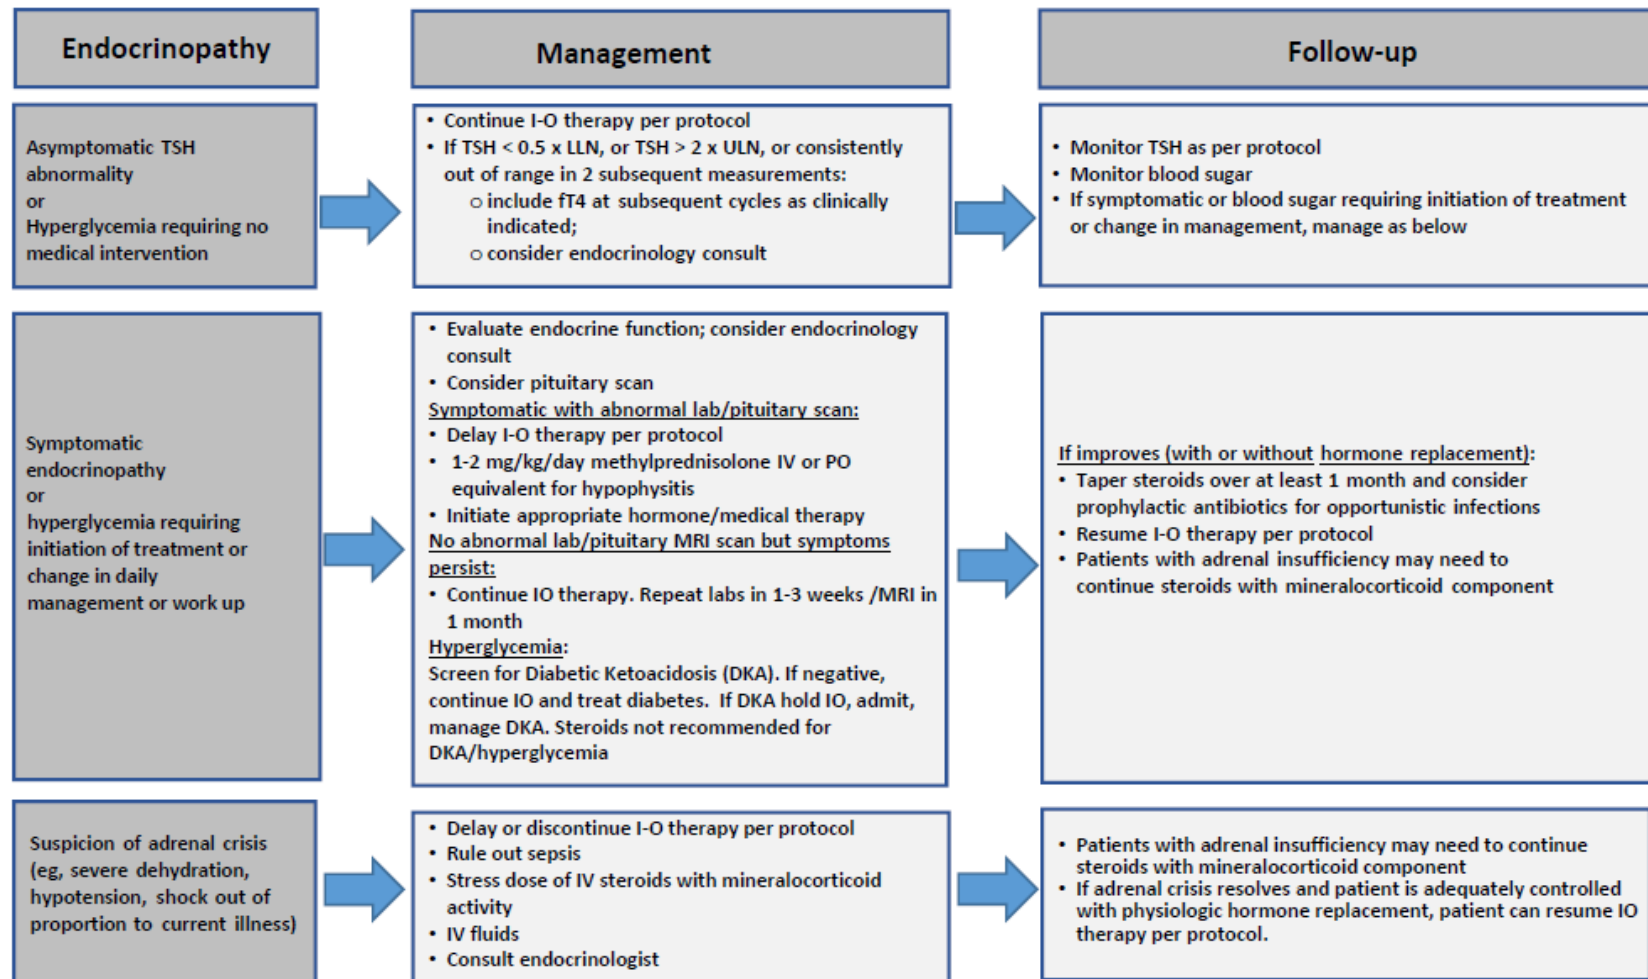 Endocrinopathy
Management
Follow-up
Asymptomatic TSH
abnormality
or
Hyperglycemia requiring no
medical intervention
• Continue I-O therapy per protocol
• If TSH < 0.5 x LLN, or TSH > 2 x ULN, or consistently
out of range in 2 subsequent measurements:
o include fT4 at subsequent cycles as clinically
indicated;
o consider endocrinology consult
• Monitor TSH as per protocol
• Monitor blood sugar
• If symptomatic or blood sugar requiring initiation of treatment
or change in management, manage as below
Symptomatic
endocrinopathy
or
hyperglycemia requiring
initiation of treatment or
change in daily
management or work up
• Evaluate endocrine function; consider endocrinology
consult
• Consider pituitary scan
Symptomatic with abnormal lab/pituitary scan:
• Delay I-O therapy per protocol
• 1-2 mg/kg/day methylprednisolone IV or PO
equivalent for hypophysitis
• Initiate appropriate hormone/medical therapy
No abnormal lab/pituitary MRI scan but symptoms
persist:
• Continue IO therapy. Repeat labs in 1-3 weeks /MRI in
1 month
Hyperglycemia:
Screen for Diabetic Ketoacidosis (DKA). If negative,
continue IO and treat diabetes. If DKA hold IO, admit,
manage DKA. Steroids not recommended for
DKA/hyperglycemia
If improves (with or without hormone replacement):
• Taper steroids over at least 1 month and consider
prophylactic antibiotics for opportunistic infections
• Resume I-O therapy per protocol
• Patients with adrenal insufficiency may need to
continue steroids with mineralocorticoid component
Suspicion of adrenal crisis
(eg, severe dehydration,
hypotension, shock out of
proportion to current illness)
• Delay or discontinue I-O therapy per protocol
• Rule out sepsis
• Stress dose of IV steroids with mineralocorticoid
activity
• IV fluids
• Consult endocrinologist
• Patients with adrenal insufficiency may need to continue
steroids with mineralocorticoid component
• If adrenal crisis resolves and patient is adequately controlled
with physiologic hormone replacement, patient can resume IO
therapy per protocol.